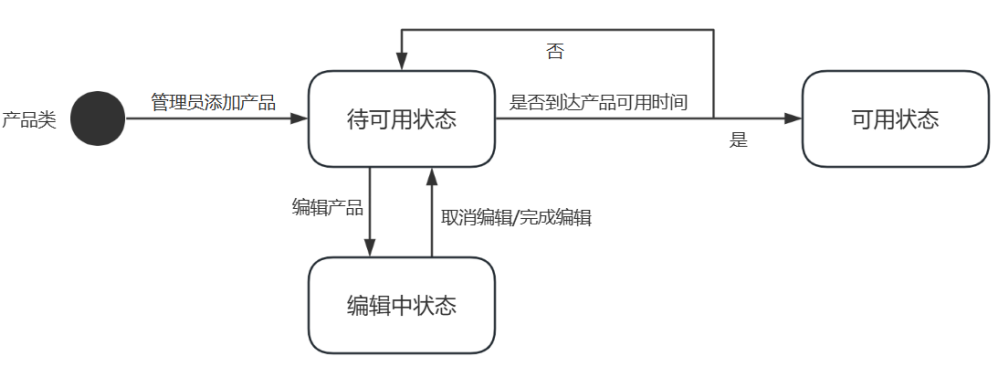 否
产品类
管理员添加产品
待可用状态
是否到达产品可用时间
是
可用状态
编辑产品
取消编辑/完成编辑
编辑中状态